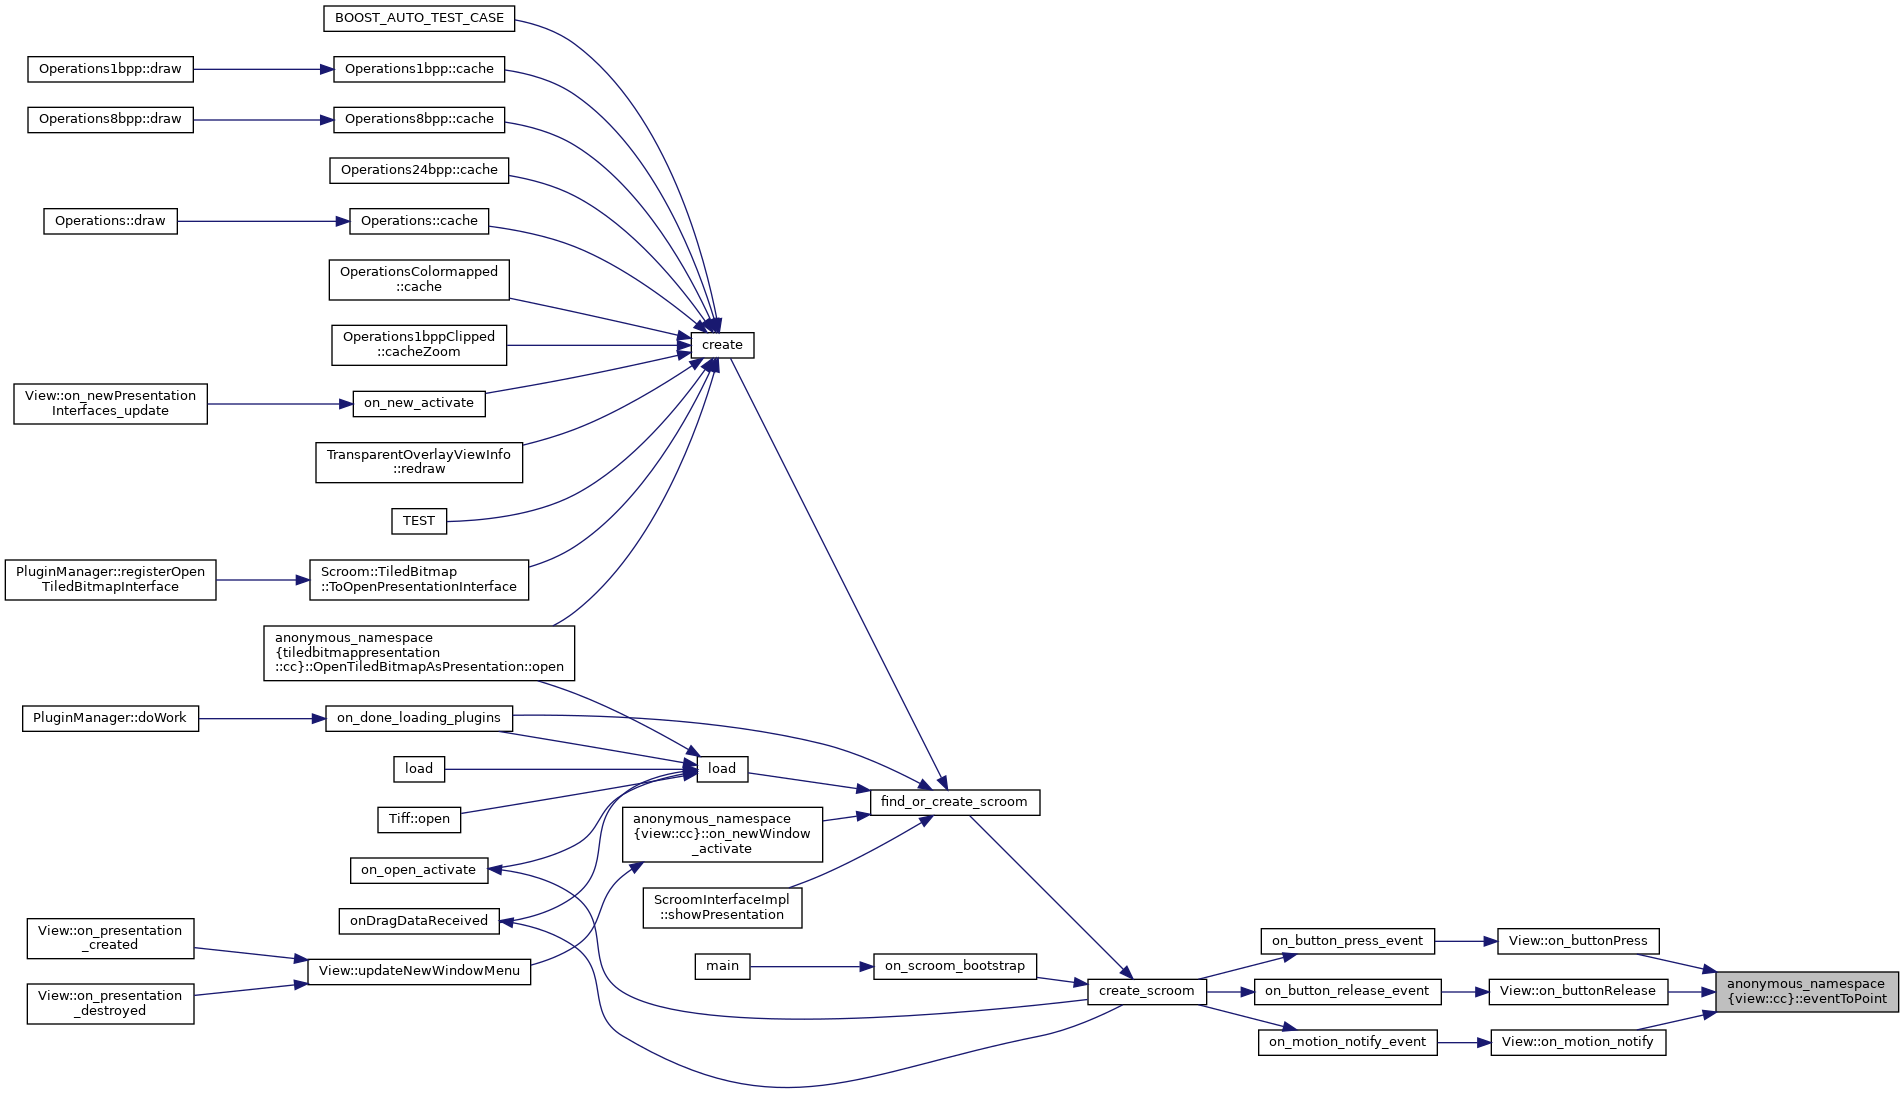 BOOST_AUTO_TEST_CASE
Operations1bpp::draw
Operations1bpp::cache
Operations8bpp::draw
Operations8bpp::cache
Operations24bpp::cache
Operations::draw
Operations::cache
OperationsColormapped
::cache
Operations1bppClipped
::cacheZoom
create
View::on_newPresentation
Interfaces_update
on_new_activate
TransparentOverlayViewInfo
::redraw
TEST
PluginManager::registerOpen
TiledBitmapInterface
Scroom::TiledBitmap
::ToOpenPresentationInterface
anonymous_namespace
{tiledbitmappresentation
::cc}::OpenTiledBitmapAsPresentation::open
PluginManager::doWork
on_done_loading_plugins
load
load
Tiff::open
find_or_create_scroom
anonymous_namespace
{view::cc}::on_newWindow
_activate
on_open_activate
ScroomInterfaceImpl
::showPresentation
onDragDataReceived
View::on_presentation
_created
View::updateNewWindowMenu
View::on_presentation
_destroyed
main
on_scroom_bootstrap
create_scroom
on_button_press_event
View::on_buttonPress
on_button_release_event
View::on_buttonRelease
on_motion_notify_event
View::on_motion_notify
anonymous_namespace
{view::cc}::eventToPoint